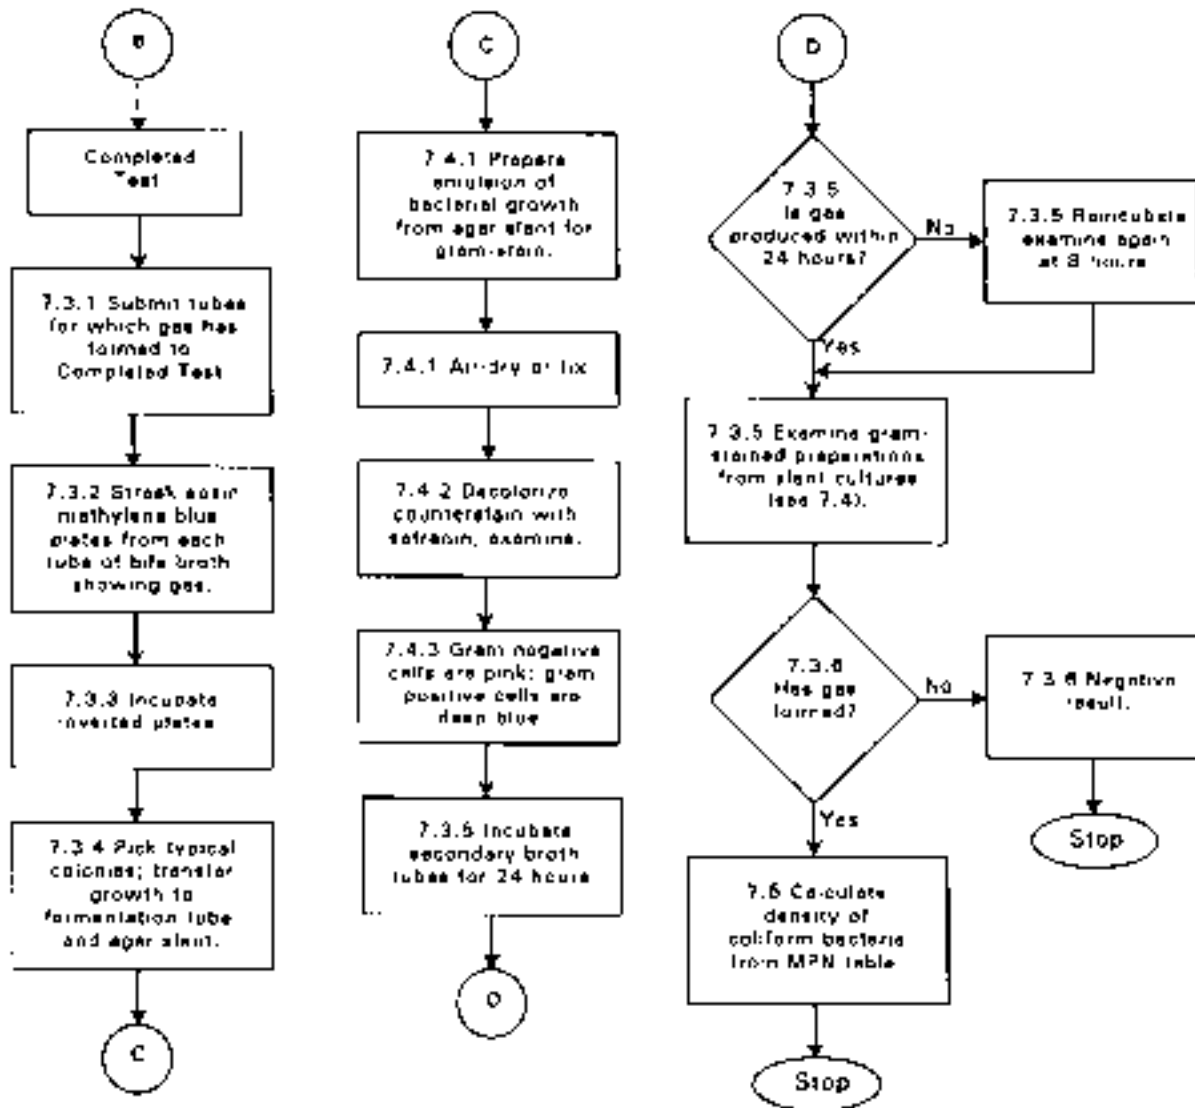 B
Completed
Test
7.3.1 Submit tubes
for which gas has
formed to
Completed Test
7.3.2 Streak eosin
methylene blue
plates from each
tube of bile broth
showing gas.
7.3.3 Incubate
inverted plates
7.3.4 Pick typical
colonies; transfer
growth to
fermentation tube
and agar slant.
C
C
7.4.1 Prepare
emulsion of
bacterial growth
from agar slant for
gram-stain.
7.4.1 Air-dry or fix
7.4.2 Decolorize
counterstain with
safranin, examine.
7.4.3 Gram negative
cells are pink; gram
positive cells are
deep blue
7.3.5 Incubate
secondary broth
tubes for 24 hours
D
D
7.3.5
Is gas
produced within
24 hours?
No
7.3.5 Reincubate
examine again
at 8 hours
Yes
7.3.5 Examine gram-
stained preparations
from slant cultures
(see 7.4).
7.3.6
Has gas
formed?
No
7.3.6 Negative
result.
Stop
Yes
7.5 Calculate
density of
coliform bacteria
from MPN table
Stop